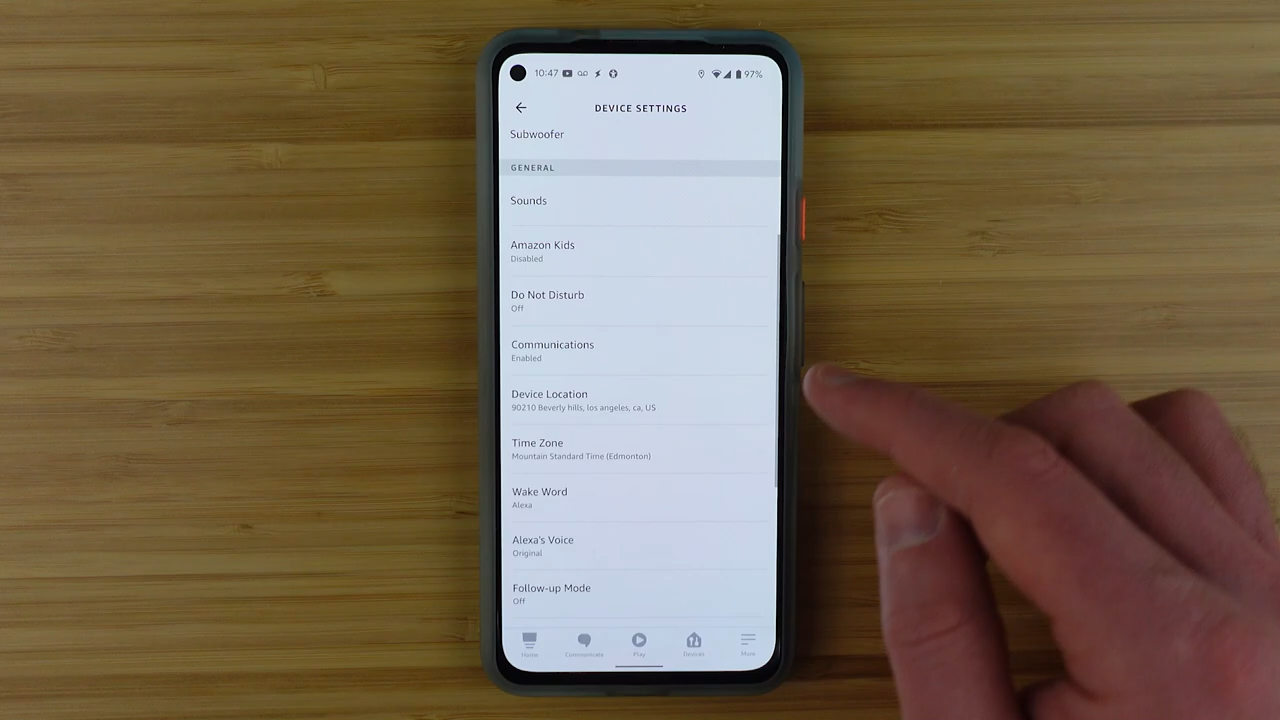 10:47
97%
DEVICE SETTINGS
Subwoofer
GENERAL
Sounds
Amazon Kids
Disabled
Do Not Disturb
Off
Communications
Enabled
Device Location
90210 Beverly hills, los angeles, ca, US
Time Zone
Mountain Standard Time (Edmonton)
Wake Word
Alexa
Alexa's Voice
Original
Follow-up Mode
Off
Home Communicate Play Devices More